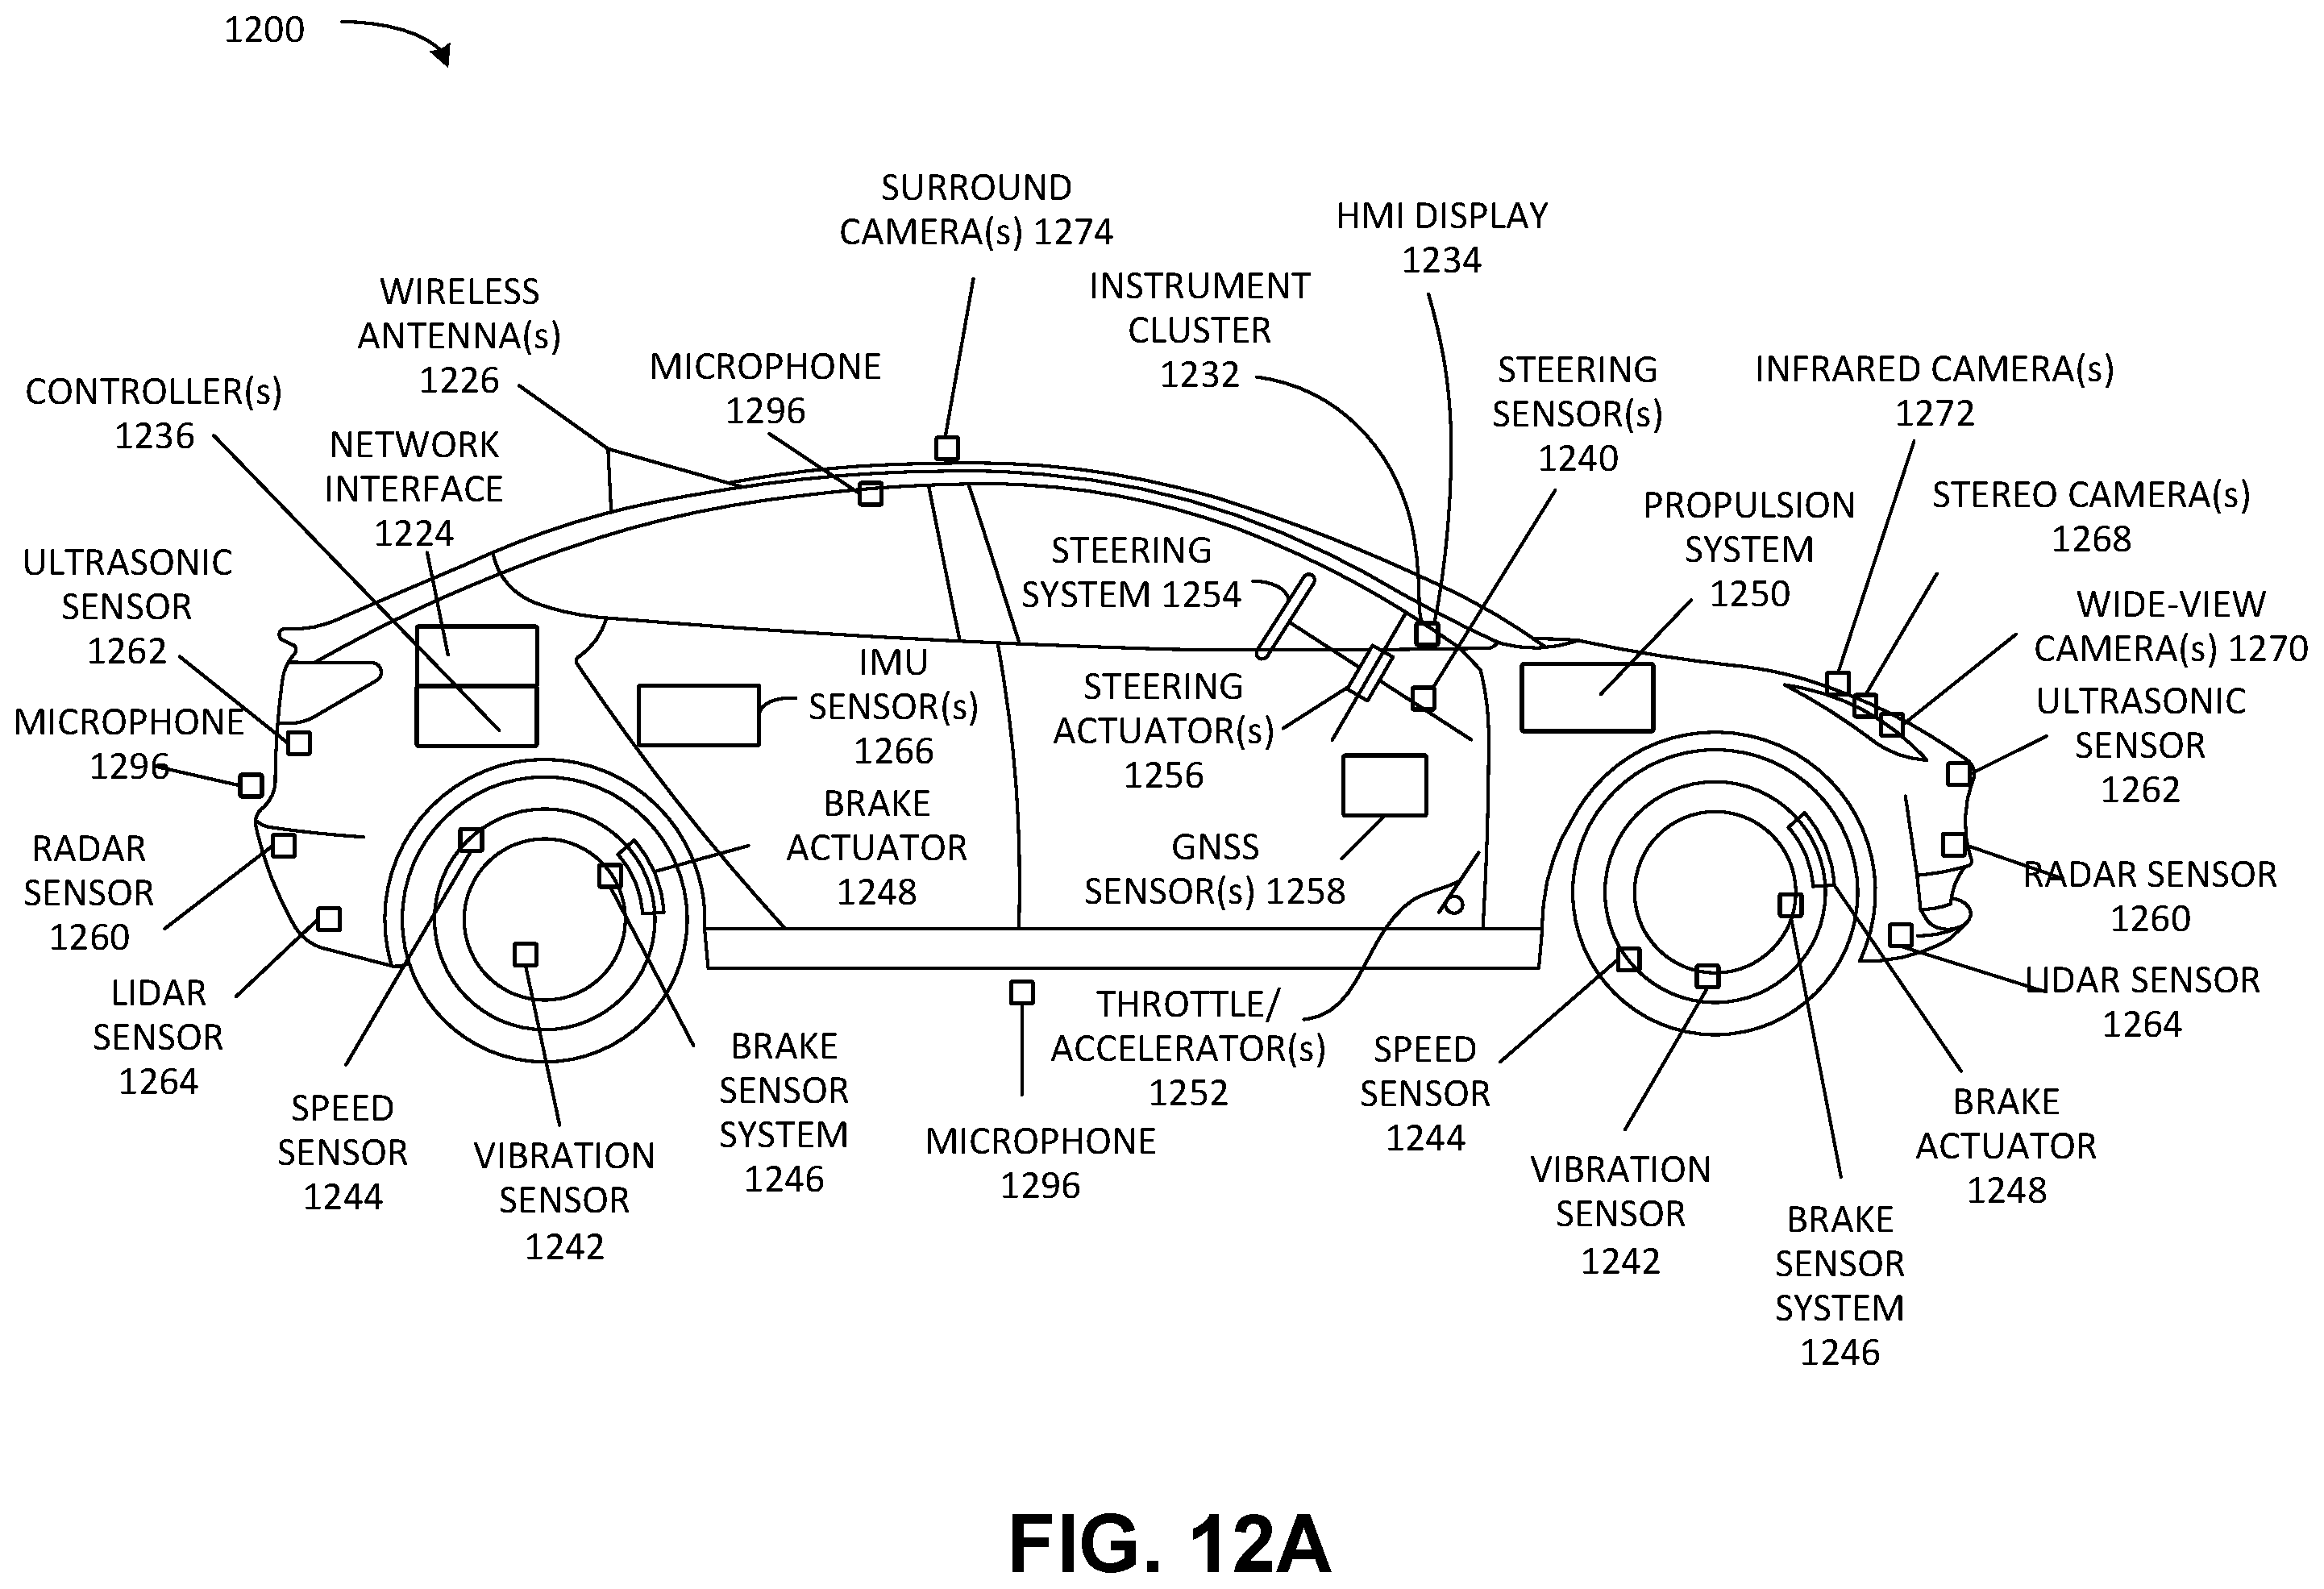 1200
SURROUND
CAMERA(s) 1274
HMI DISPLAY
1234
WIRELESS
ANTENNA(s)
1226
INSTRUMENT
CLUSTER
1232
MICROPHONE
1296
STEERING
SENSOR(s)
1240
INFRARED CAMERA(s)
1272
CONTROLLER(s)
1236
NETWORK
INTERFACE
1224
PROPULSION
SYSTEM
1250
STEREO CAMERA(s)
1268
ULTRASONIC
SENSOR
1262
STEERING
SYSTEM 1254
WIDE-VIEW
CAMERA(s) 1270
IMU
SENSOR(s)
1266
STEERING
ACTUATOR(s)
1256
ULTRASONIC
SENSOR
1262
MICROPHONE
1296
BRAKE
ACTUATOR
1248
RADAR
SENSOR
1260
GNSS
SENSOR(s) 1258
RADAR SENSOR
1260
LIDAR
SENSOR
1264
THROTTLE/
ACCELERATOR(s)
1252
LIDAR SENSOR
1264
SPEED
SENSOR
1244
VIBRATION
SENSOR
1242
BRAKE
SENSOR
SYSTEM
1246
MICROPHONE
1296
SPEED
SENSOR
1244
VIBRATION
SENSOR
1242
BRAKE
SENSOR
SYSTEM
1246
BRAKE
ACTUATOR
1248
FIG. 12A